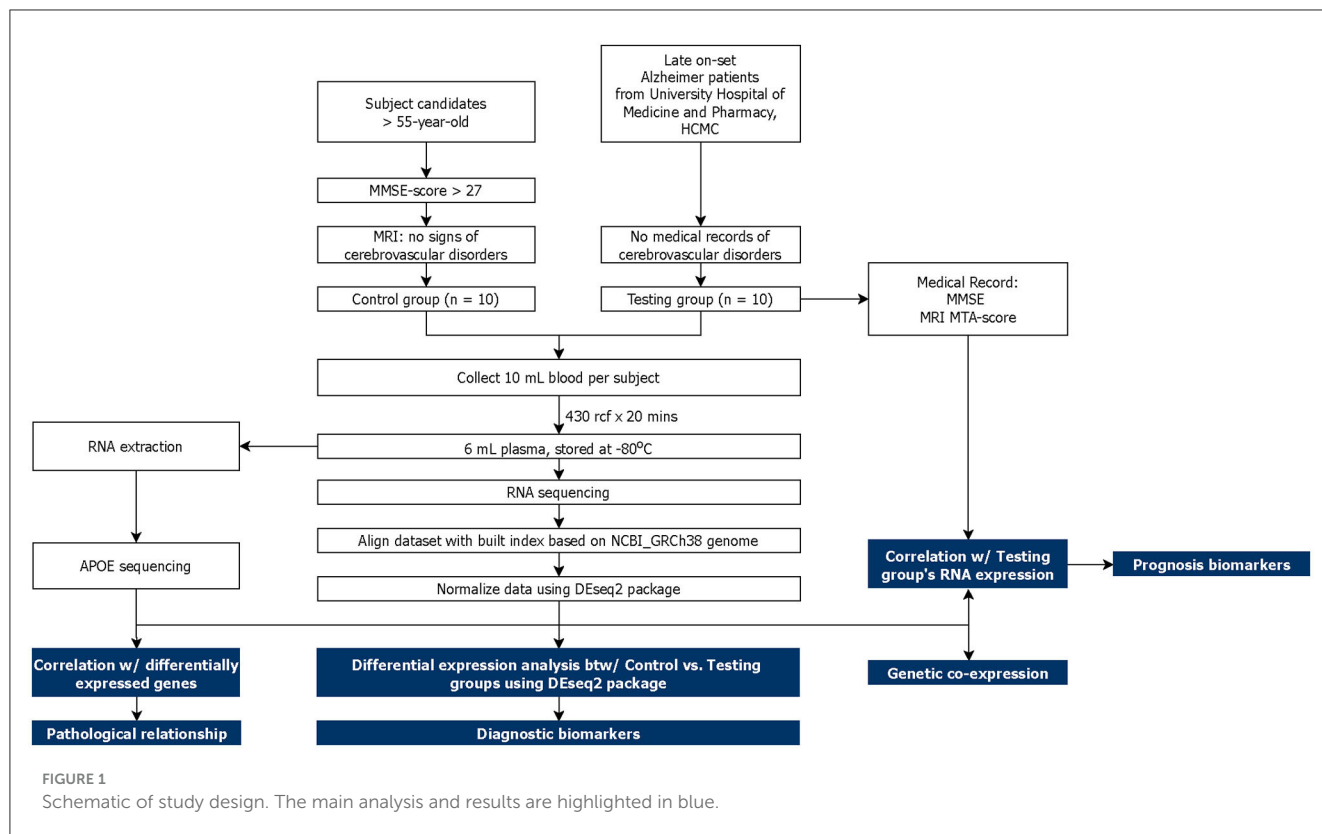 Subject candidates
> 55-year-old
Late on-set
Alzheimer patients
from University Hospital of
Medicine and Pharmacy,
HCMC
MMSE-score > 27
MRI: no signs of
cerebrovascular disorders
No medical records of
cerebrovascular disorders
Control group (n = 10)
Testing group (n = 10)
Medical Record:
MMSE
MRI MTA-score
Collect 10 mL blood per subject
430 rcf x 20 mins
RNA extraction
6 mL plasma, stored at -80°C
RNA sequencing
Align dataset with built index based on NCBI_GRCh38 genome
APOE sequencing
Normalize data using DEseq2 package
Correlation w/ Testing
group's RNA expression
Prognosis biomarkers
Correlation w/ differentially
expressed genes
Differential expression analysis btw/ Control vs. Testing
groups using DEseq2 package
Genetic co-expression
Pathological relationship
Diagnostic biomarkers
FIGURE 1
Schematic of study design. The main analysis and results are highlighted in blue.